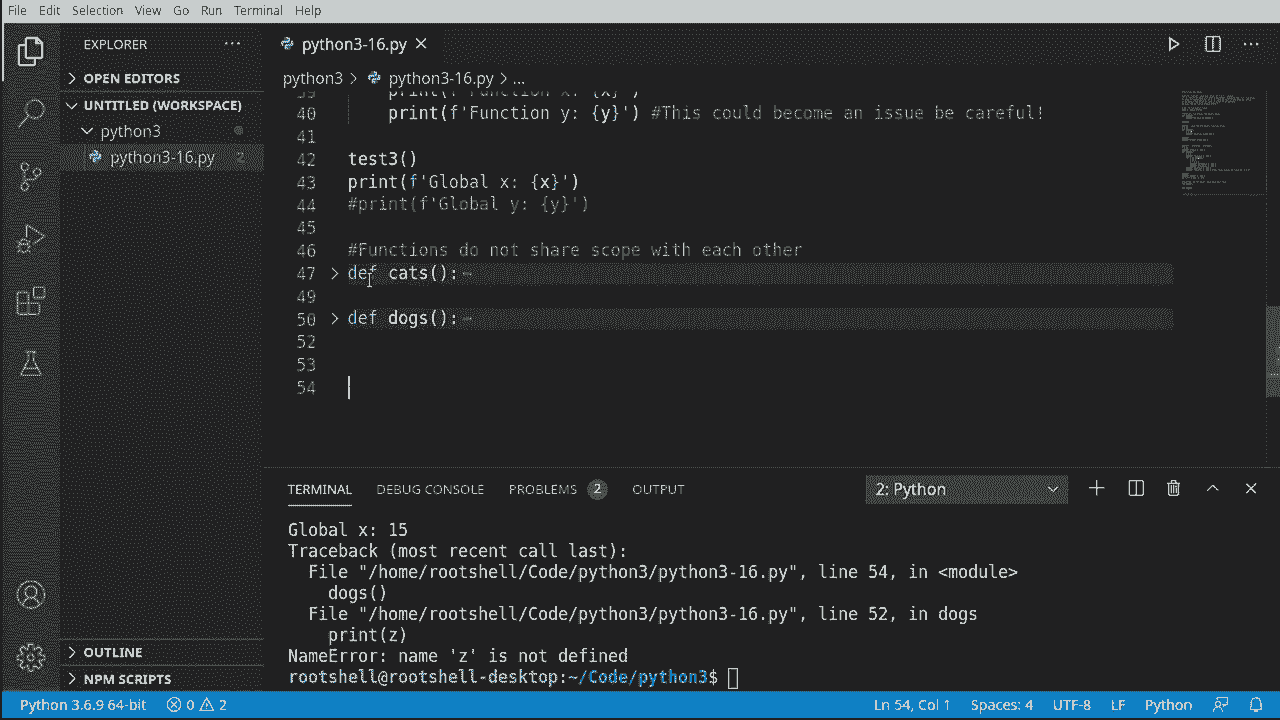 File Edit Selection View Go Run Terminal Help
EXPLORER
python3-16.py
OPEN EDITORS
python3 > python3-16.py > ...
UNTITLED (WORKSPACE)
python3
python3-16.py 2
39 print(f'Function x: {x}')
40 print(f'Function y: {y}') #This could become an issue be careful!
41
42 test3()
43 print(f'Global x: {x}')
44 #print(f'Global y: {y}')
45
46 #Functions do not share scope with each other
47 def cats():
49
50 def dogs():
52
53
54
TERMINAL DEBUG CONSOLE PROBLEMS 2 OUTPUT
2: Python
Global x: 15
Traceback (most recent call last):
File "/home/rootshell/Code/python3/python3-16.py", line 54, in <module>
dogs()
File "/home/rootshell/Code/python3/python3-16.py", line 52, in dogs
print(z)
NameError: name 'z' is not defined
rootshell@rootshell-desktop:~/Code/python3$
OUTLINE
NPM SCRIPTS
Python 3.6.9 64-bit 0 2 Ln 54, Col 1 Spaces: 4 UTF-8 LF Python